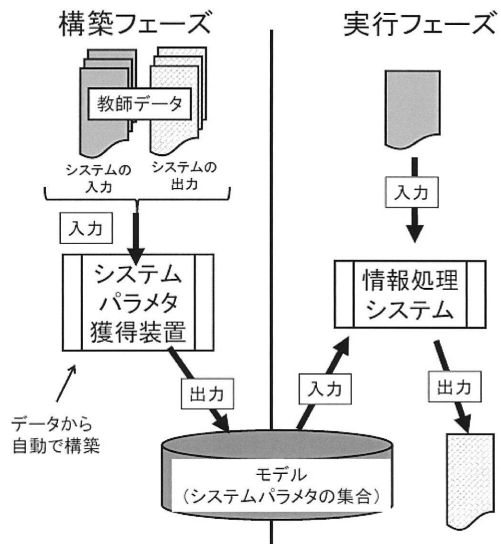 構築フェーズ
実行フェーズ
教師データ
システムの
入力
システムの
出力
入力
システム
パラメタ
獲得装置
データから
自動で構築
出力
入力
情報処理
システム
入力
出力
モデル
（システムパラメタの集合）